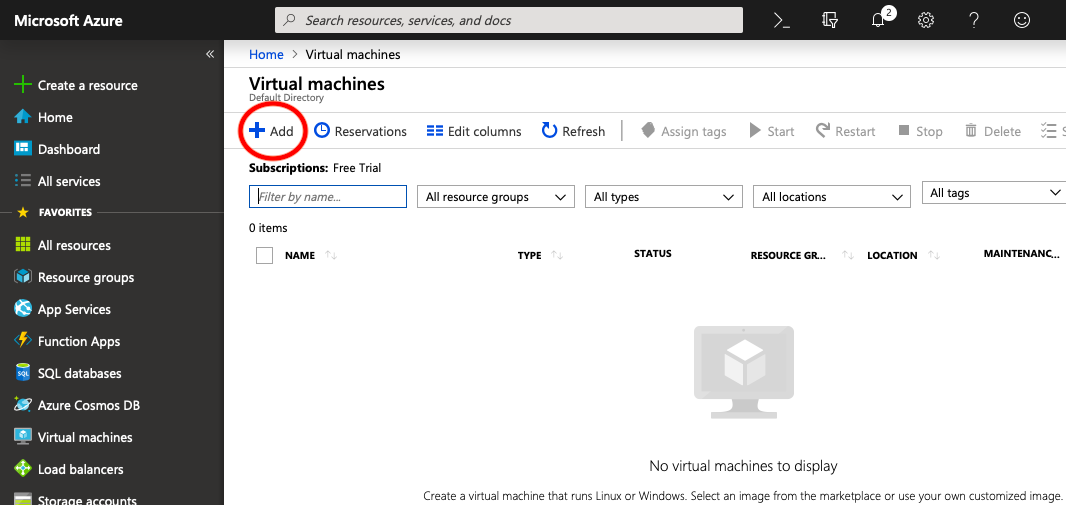 Microsoft Azure
Search resources, services, and docs
2
«
Create a resource
Home
Dashboard
All services
FAVORITES
All resources
Resource groups
App Services
Function Apps
SQL databases
Azure Cosmos DB
Virtual machines
Load balancers
Storage accounts
Home > Virtual machines
Virtual machines
Default Directory
Add Reservations Edit columns Refresh Assign tags Start Restart Stop Delete S
Subscriptions: Free Trial
Filter by name... All resource groups All types All locations All tags
0 items
NAME TYPE STATUS RESOURCE GR... LOCATION MAINTENANC...
No virtual machines to display
Create a virtual machine that runs Linux or Windows. Select an image from the marketplace or use your own customized image.